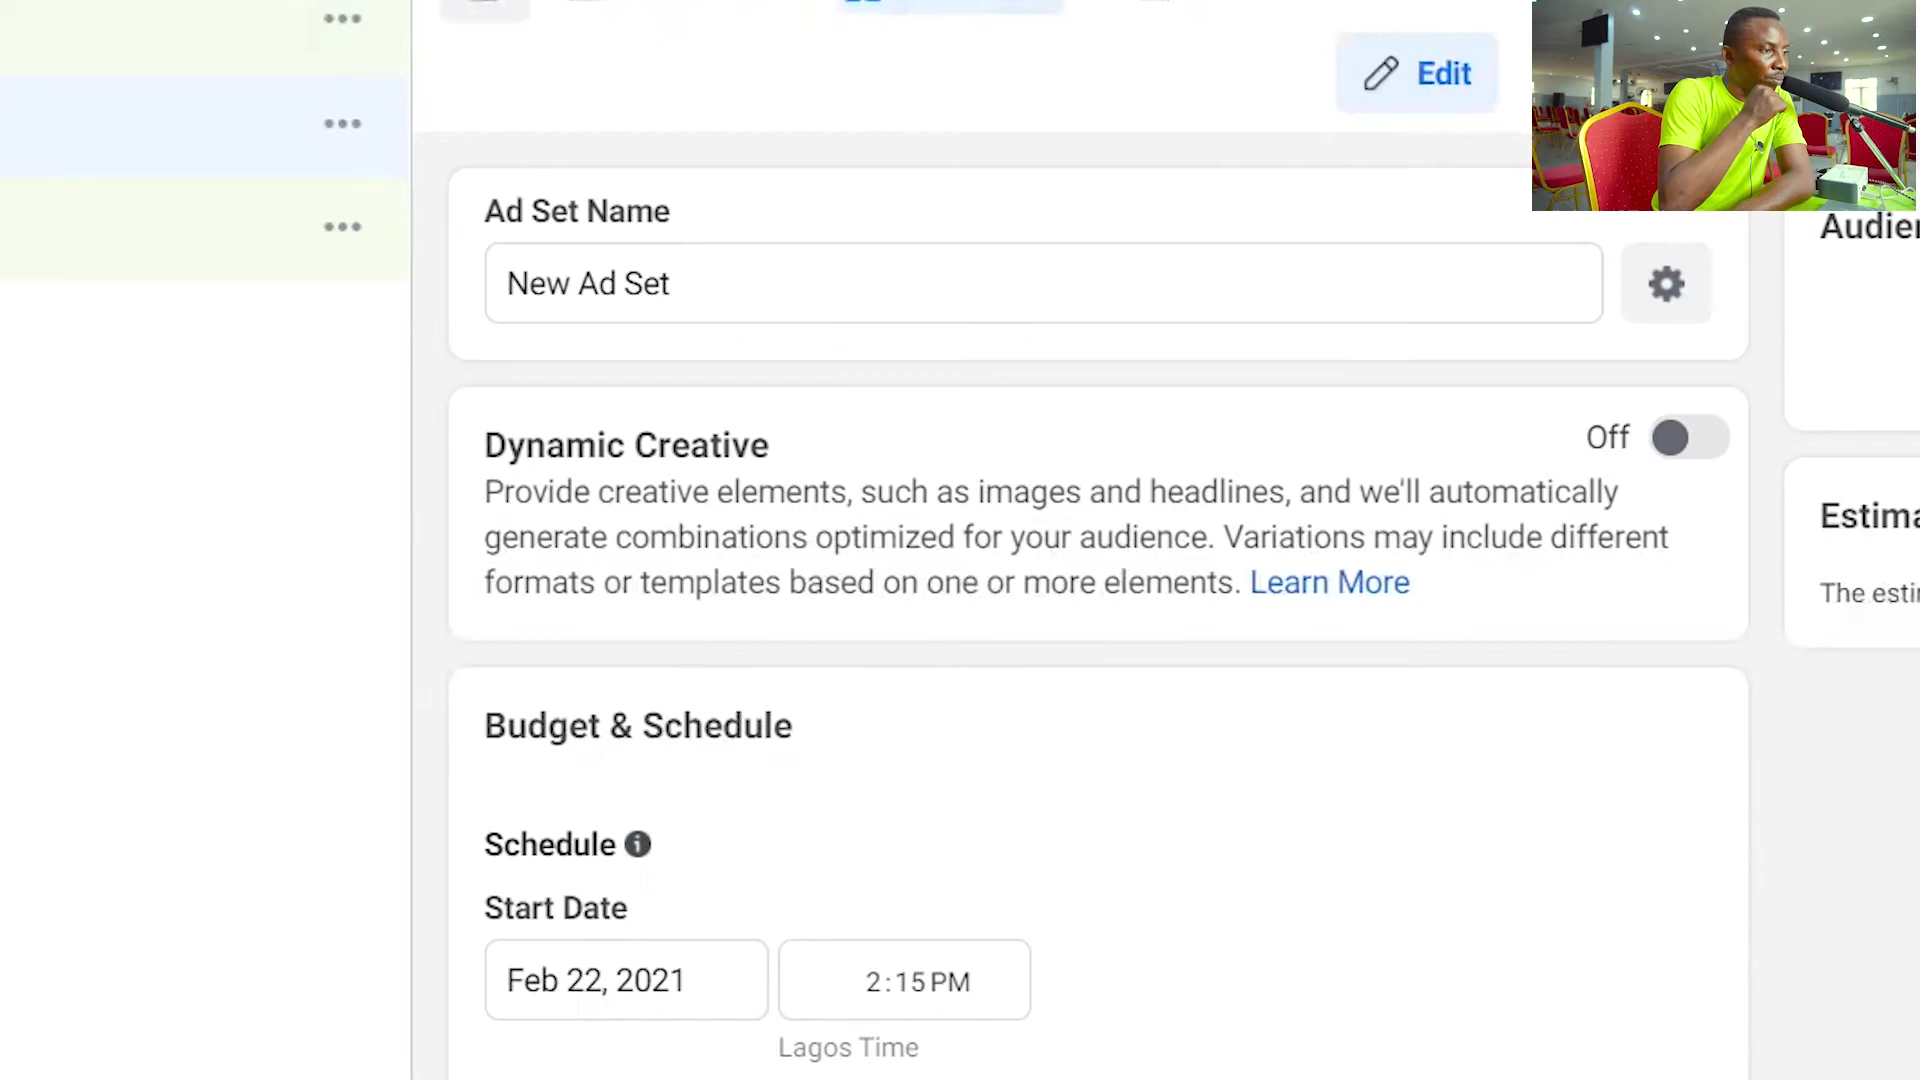 Edit
Ad Set Name
New Ad Set
Dynamic Creative
Off
Provide creative elements, such as images and headlines, and we'll automatically
generate combinations optimized for your audience. Variations may include different
formats or templates based on one or more elements. Learn More
Budget & Schedule
Schedule
Start Date
Feb 22, 2021
2:15 PM
Lagos Time
The